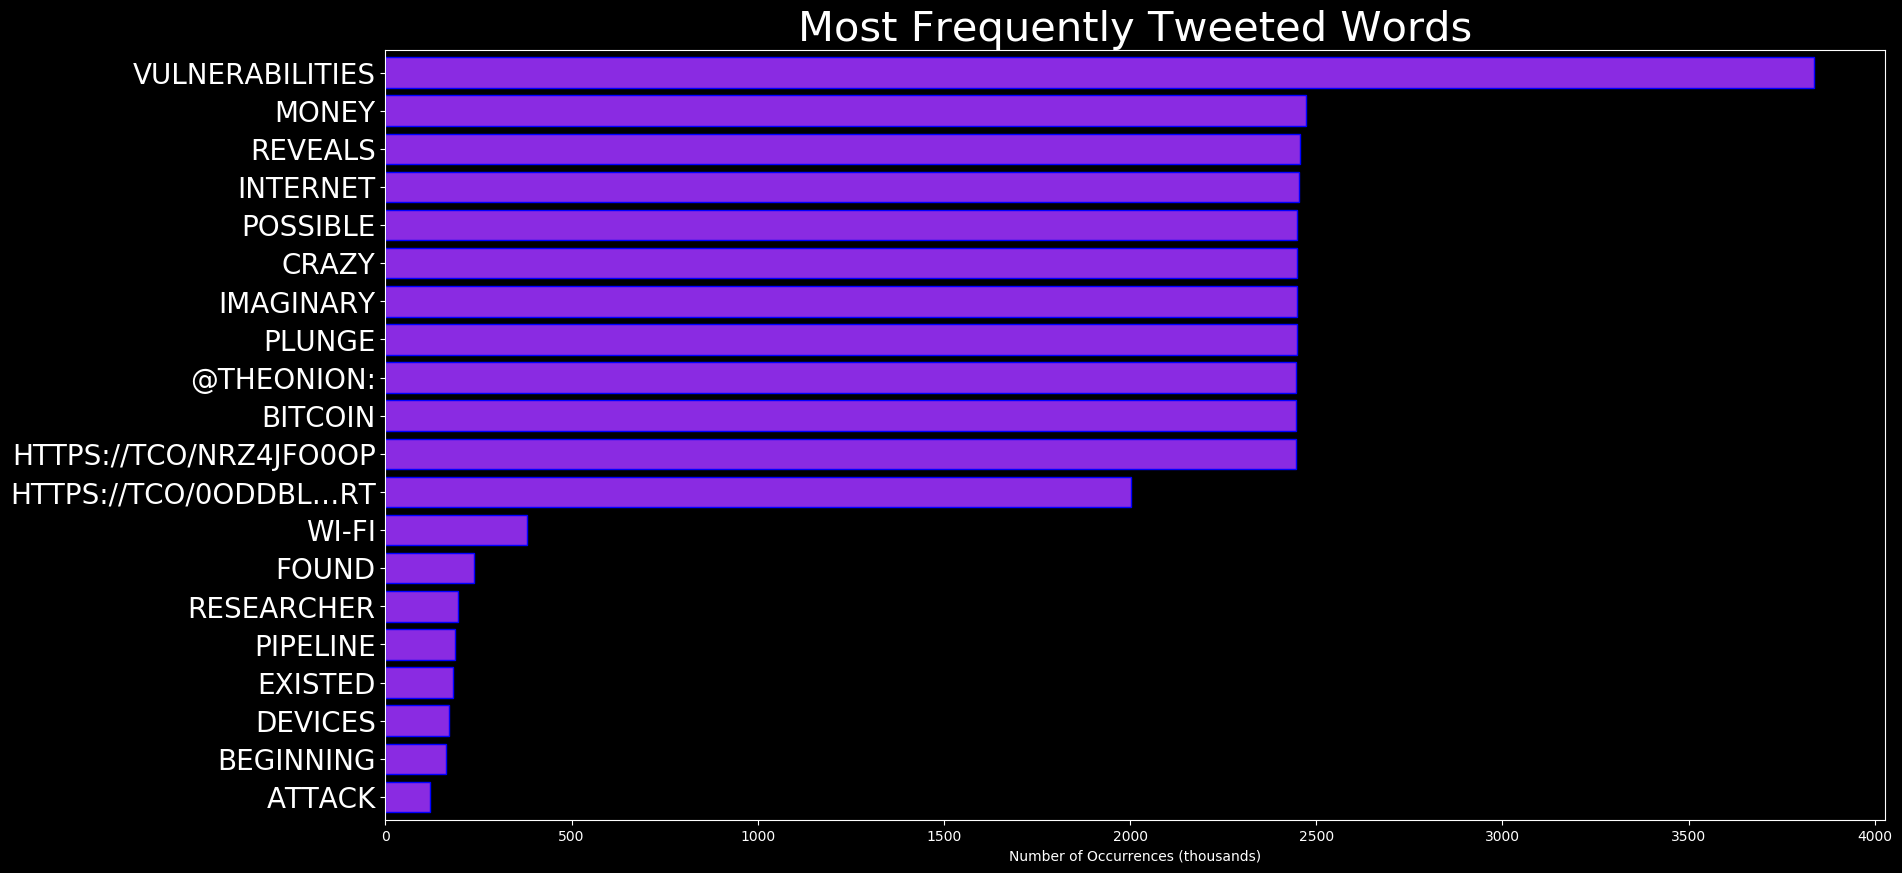 Most Frequently Tweeted Words
VULNERABILITIES
MONEY
REVEALS
INTERNET
POSSIBLE
CRAZY
IMAGINARY
PLUNGE
@THEONION:
BITCOIN
HTTPS://TCO/NRZ4JFO0OP
HTTPS://TCO/0ODDBL…RT
WI-FI
FOUND
RESEARCHER
PIPELINE
EXISTED
DEVICES
BEGINNING
ATTACK
0 500 1000 1500 2000 2500 3000 3500 4000
Number of Occurrences (thousands)